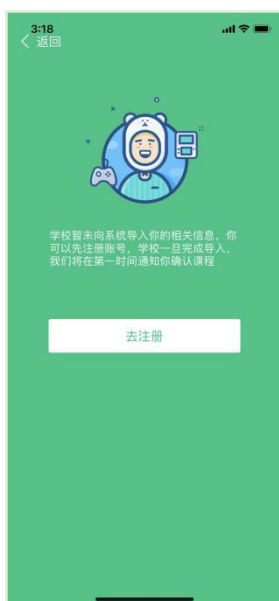 3:18
返回
学校暂未向系统导入你的相关信息，你
可以先注册账号，学校一旦完成导入，
我们将在第一时间通知你确认课程
去注册